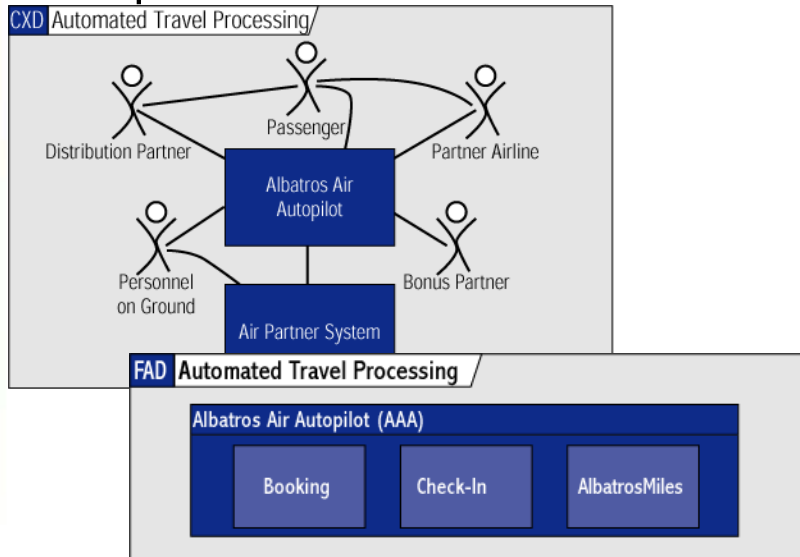 CXD Automated Travel Processing
Passenger
Distribution Partner
Partner Airline
Albatros Air
Autopilot
Personnel
on Ground
Bonus Partner
Air Partner System
FAD Automated Travel Processing
Albatros Air Autopilot (AAA)
Booking
Check-In
AlbatrosMiles